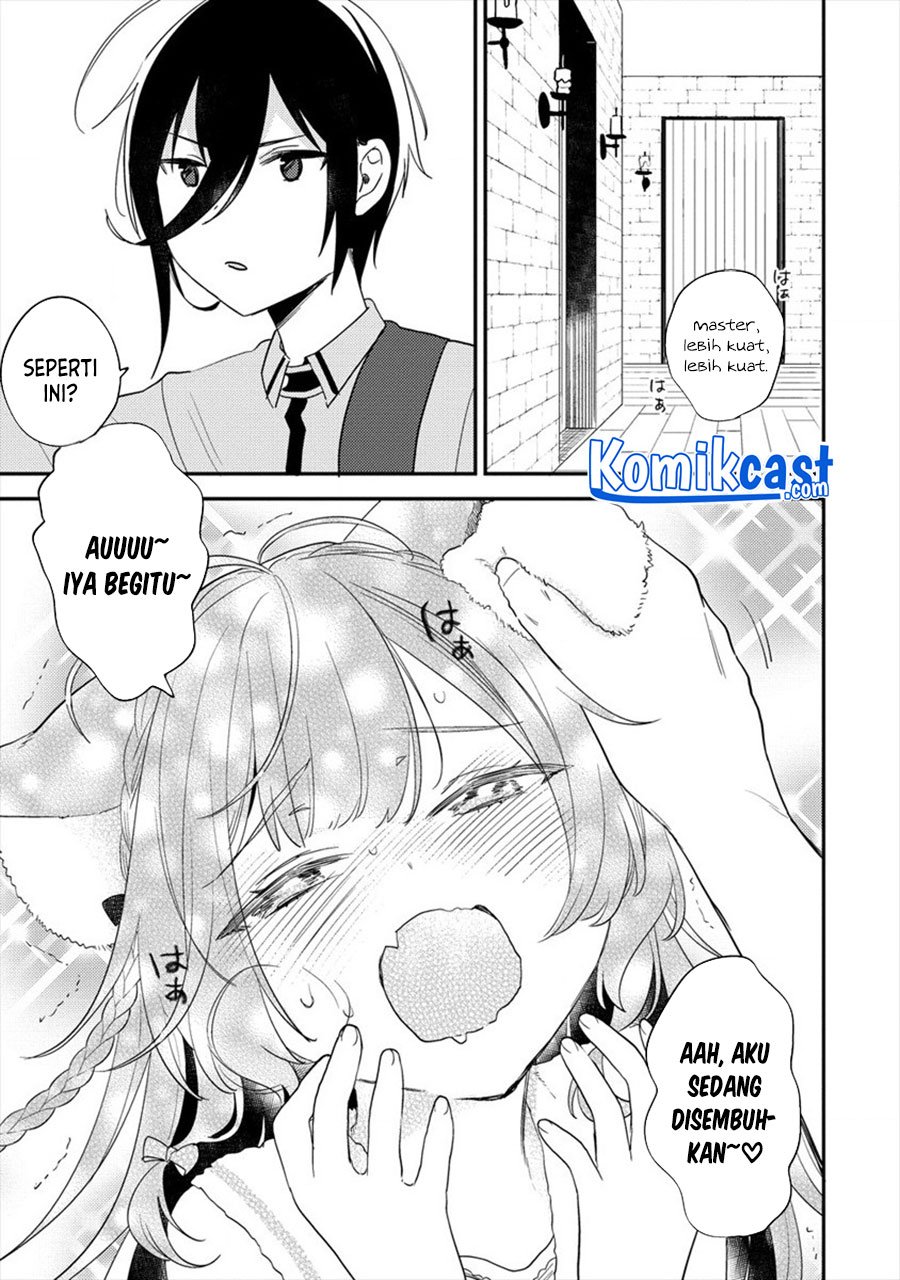 はぁ
master,
lebih kuat,
lebih kuat.
はぁ
Komikcast
.com
SEPERTI
INI?
AUUUU~
IYA BEGITU~
はぁ
はぁ
AAH, AKU
SEDANG
DISEMBUH-
KAN~♡